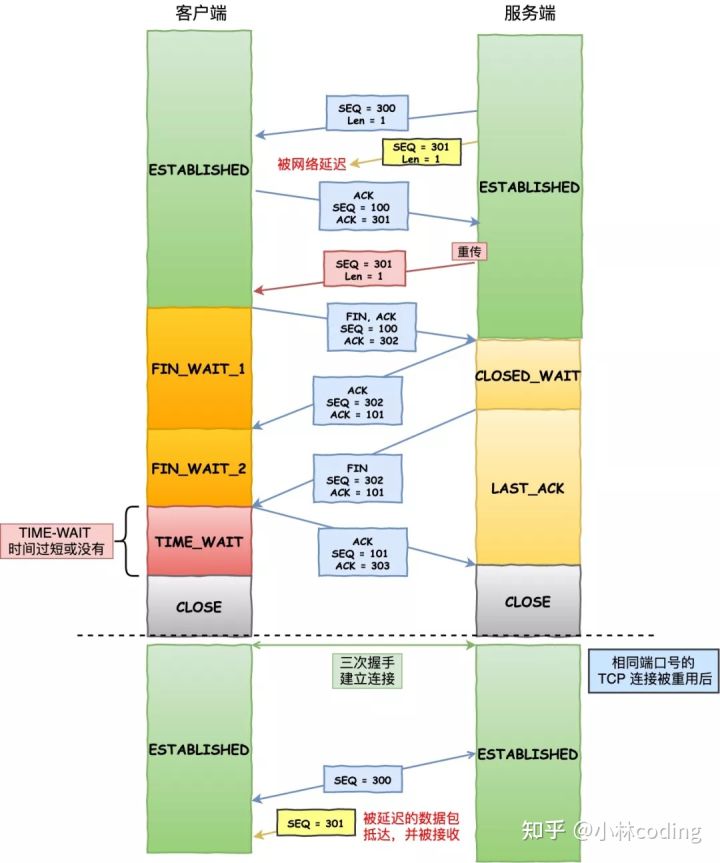 客户端
服务端
SEQ = 300
Len = 1
SEQ = 301
Len = 1
被网络延迟
ESTABLISHED
ESTABLISHED
ACK
SEQ = 100
ACK = 301
重传
SEQ = 301
Len = 1
FIN, ACK
SEQ = 100
ACK = 302
FIN_WAIT_1
CLOSED_WAIT
ACK
SEQ = 302
ACK = 101
FIN_WAIT_2
FIN
SEQ = 302
ACK = 101
LAST_ACK
TIME-WAIT
时间过短或没有
TIME_WAIT
ACK
SEQ = 101
ACK = 303
CLOSE
CLOSE
三次握手
建立连接
相同端口号的
TCP 连接被重用后
ESTABLISHED
ESTABLISHED
SEQ = 300
SEQ = 301
被延迟的数据包
抵达，并被接收
知乎 @小林coding